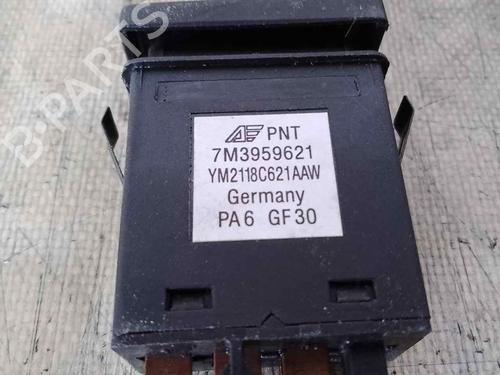 PNT
7M3959621
YM2118C621AAW
Germany
PA6 GF30
B-PARTS